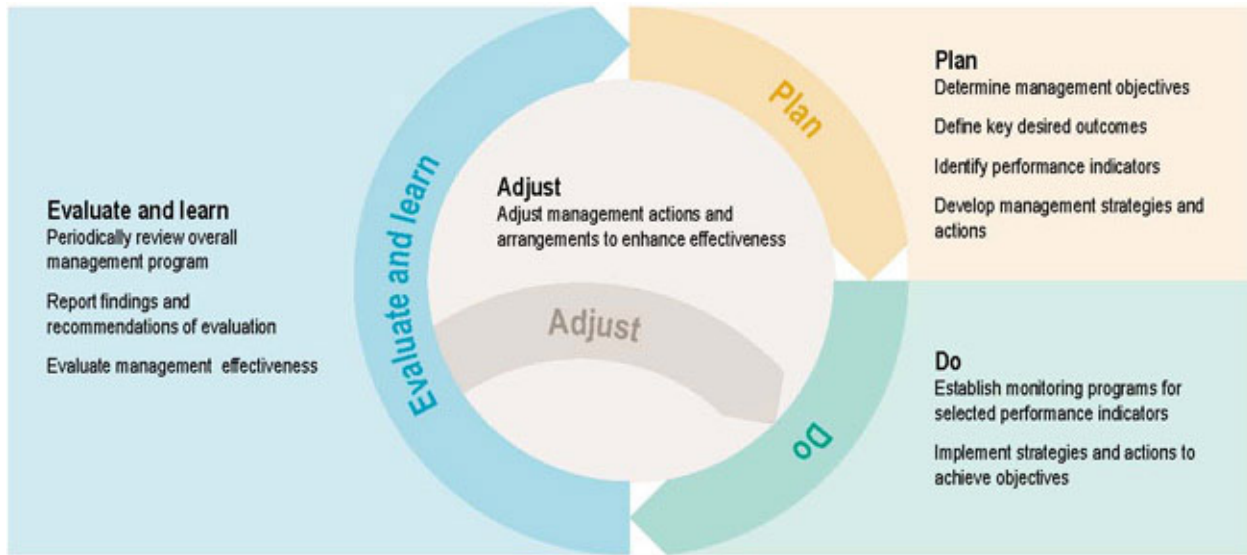 Plan
Plan
Determine management objectives
Define key desired outcomes
Identify performance indicators
Develop management strategies and
actions
Evaluate and learn
Adjust
Adjust management actions and
arrangements to enhance effectiveness
Evaluate and learn
Periodically review overall
management program
Report findings and
recommendations of evaluation
Evaluate management effectiveness
Adjust
Do
Do
Establish monitoring programs for
selected performance indicators
Implement strategies and actions to
achieve objectives